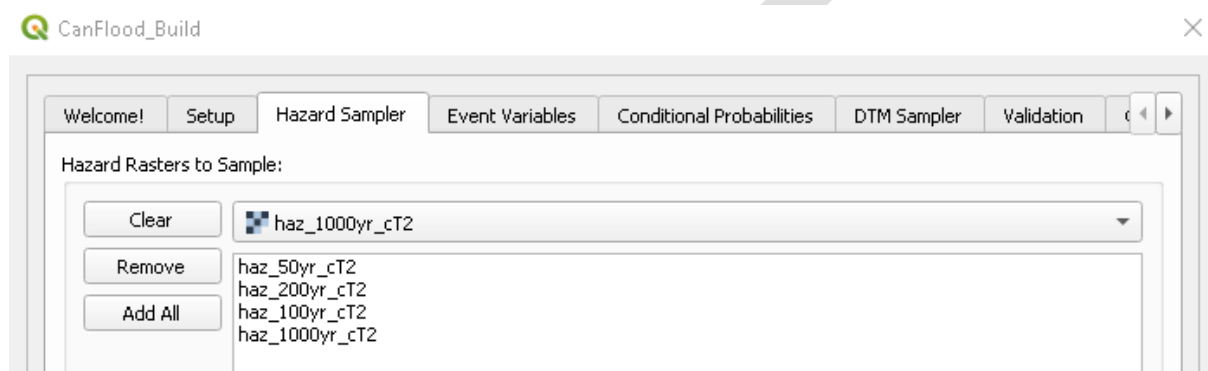 CanFlood_Build
Welcome! Setup Hazard Sampler Event Variables Conditional Probabilities DTM Sampler Validation
Hazard Rasters to Sample:
Clear haz_1000yr_cT2
Remove haz_50yr_cT2
haz_200yr_cT2
Add All haz_100yr_cT2
haz_1000yr_cT2